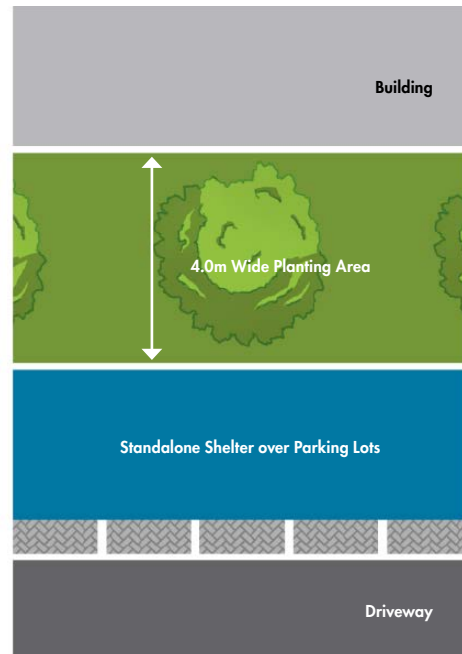 Building
4.0m Wide Planting Area
Standalone Shelter over Parking Lots
Driveway